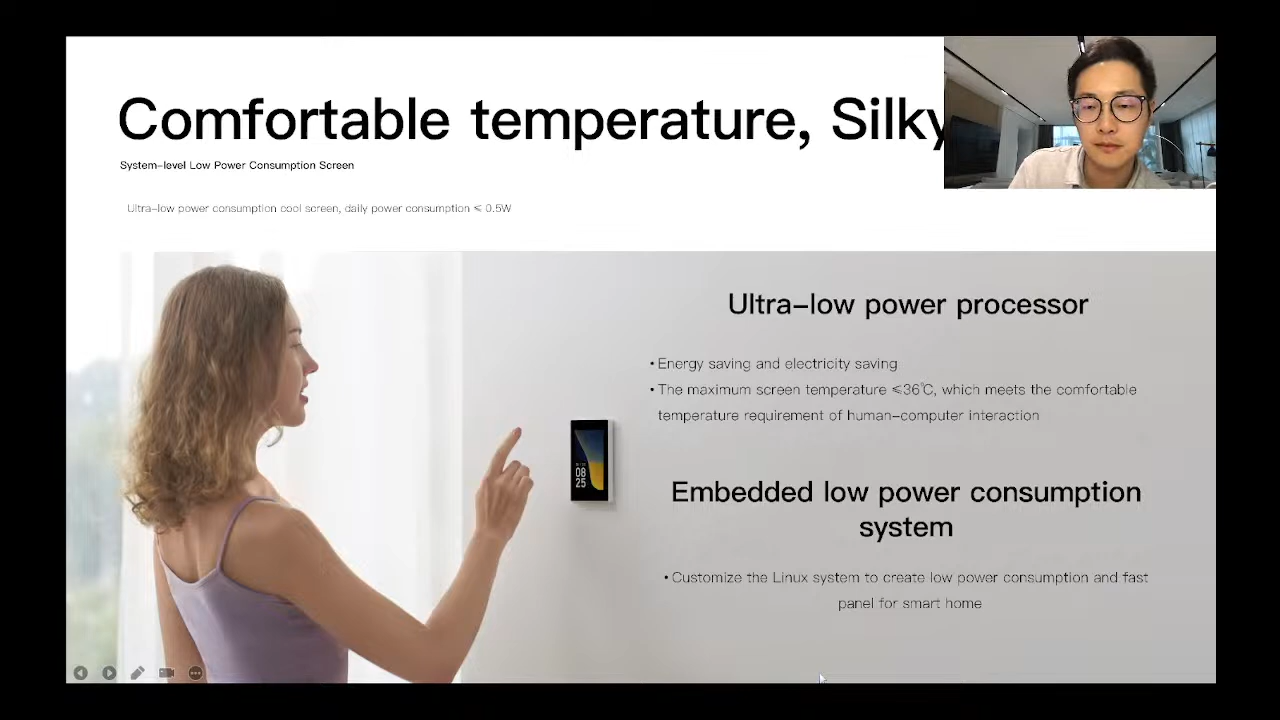 Comfortable temperature, Silky
System-level Low Power Consumption Screen
Ultra-low power consumption cool screen, daily power consumption ≤ 0.5W
Ultra-low power processor
• Energy saving and electricity saving
• The maximum screen temperature ≤36℃, which meets the comfortable
temperature requirement of human-computer interaction
08
25
Embedded low power consumption
system
• Customize the Linux system to create low power consumption and fast
panel for smart home